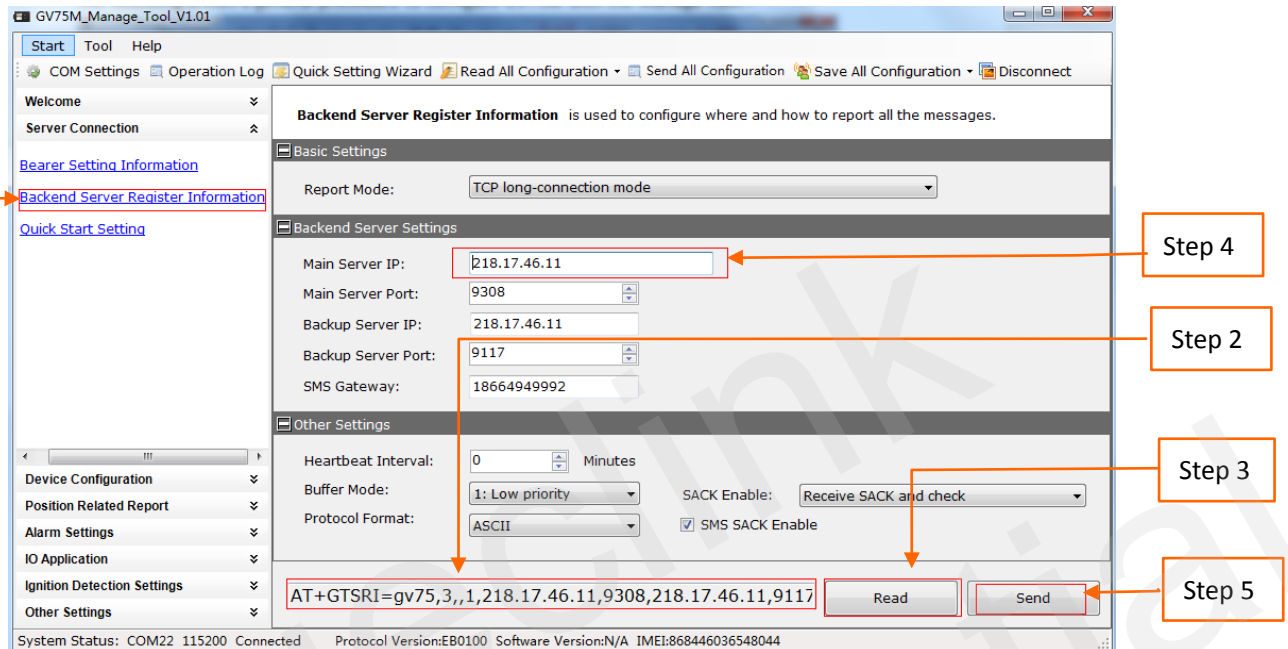 GV75M_Manage_Tool_V1.01
Start Tool Help
COM Settings Operation Log Quick Setting Wizard Read All Configuration Send All Configuration Save All Configuration Disconnect
Welcome
Server Connection
Bearer Setting Information
Backend Server Register Information
Quick Start Setting
Device Configuration
Position Related Report
Alarm Settings
IO Application
Ignition Detection Settings
Other Settings
Backend Server Register Information is used to configure where and how to report all the messages.
Basic Settings
Report Mode: TCP long-connection mode
Backend Server Settings
Main Server IP: 218.17.46.11
Main Server Port: 9308
Backup Server IP: 218.17.46.11
Backup Server Port: 9117
SMS Gateway: 18664949992
Other Settings
Heartbeat Interval: 0 Minutes
Buffer Mode: 1: Low priority SACK Enable: Receive SACK and check
Protocol Format: ASCII SMS SACK Enable
AT+GTSRI=gv75,3,,1,218.17.46.11,9308,218.17.46.11,9117 Read Send
System Status: COM22 115200 Connected Protocol Version:EB0100 Software Version:N/A IMEI:868446036548044
Step 4
Step 2
Step 3
Step 5